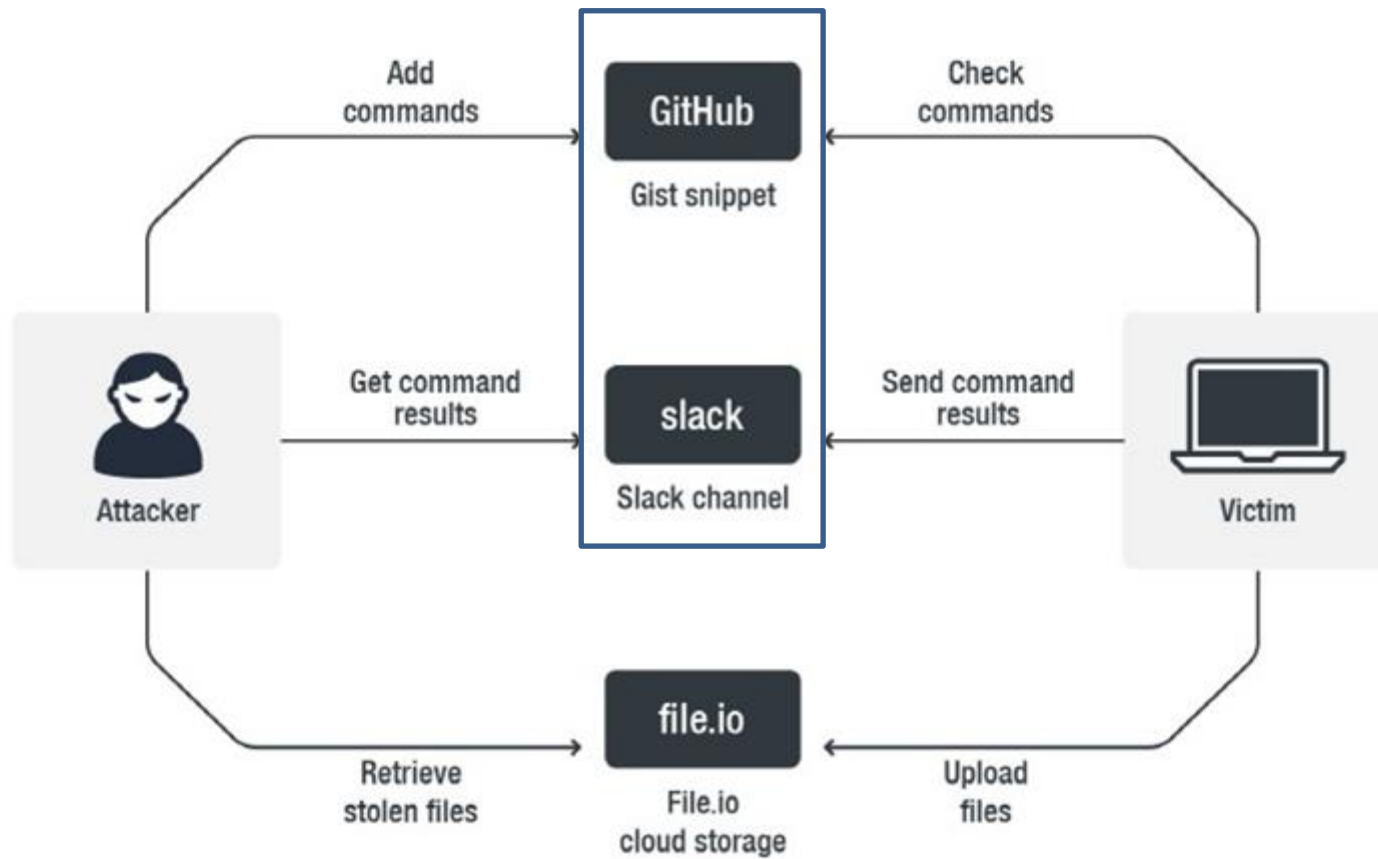 Add
commands
GitHub
Gist snippet
Check
commands
Get command
results
slack
Slack channel
Send command
results
Attacker
Victim
Retrieve
stolen files
file.io
File.io
cloud storage
Upload
files